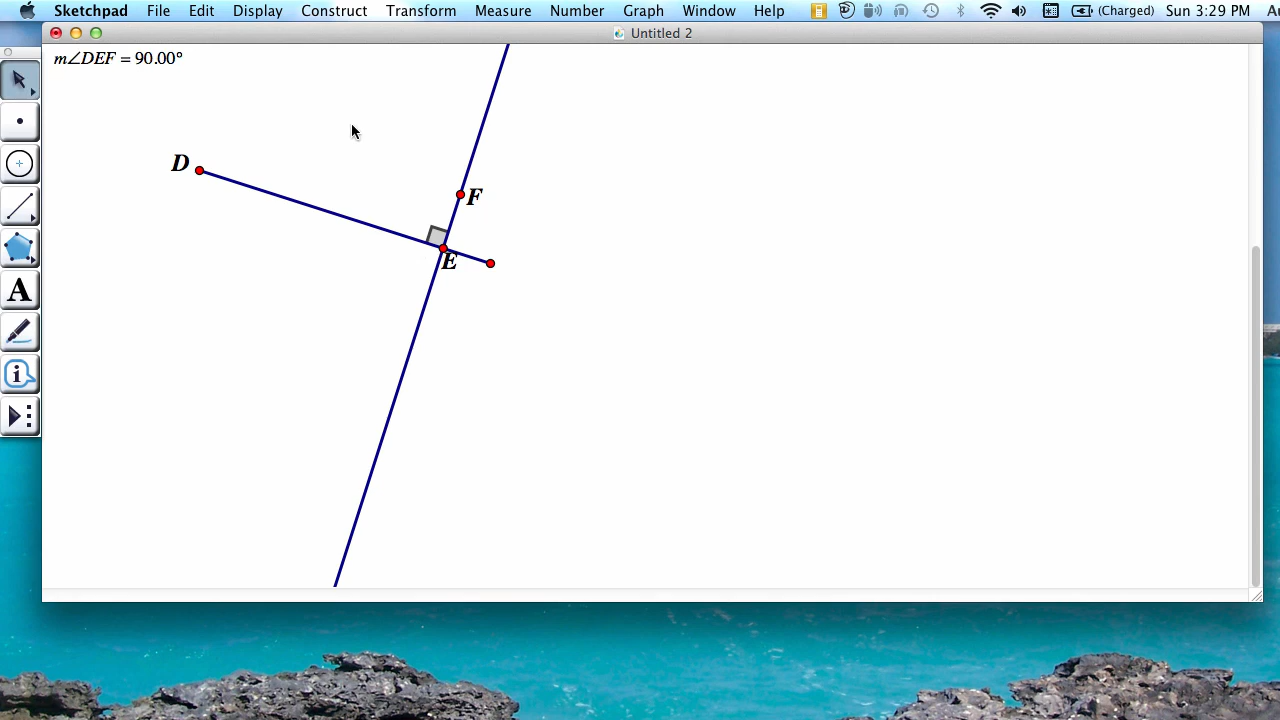 Sketchpad File Edit Display Construct Transform Measure Number Graph Window Help (Charged) Sun 3:29 PM Au
Untitled 2
m∠DEF = 90.00°
D
F
E
A